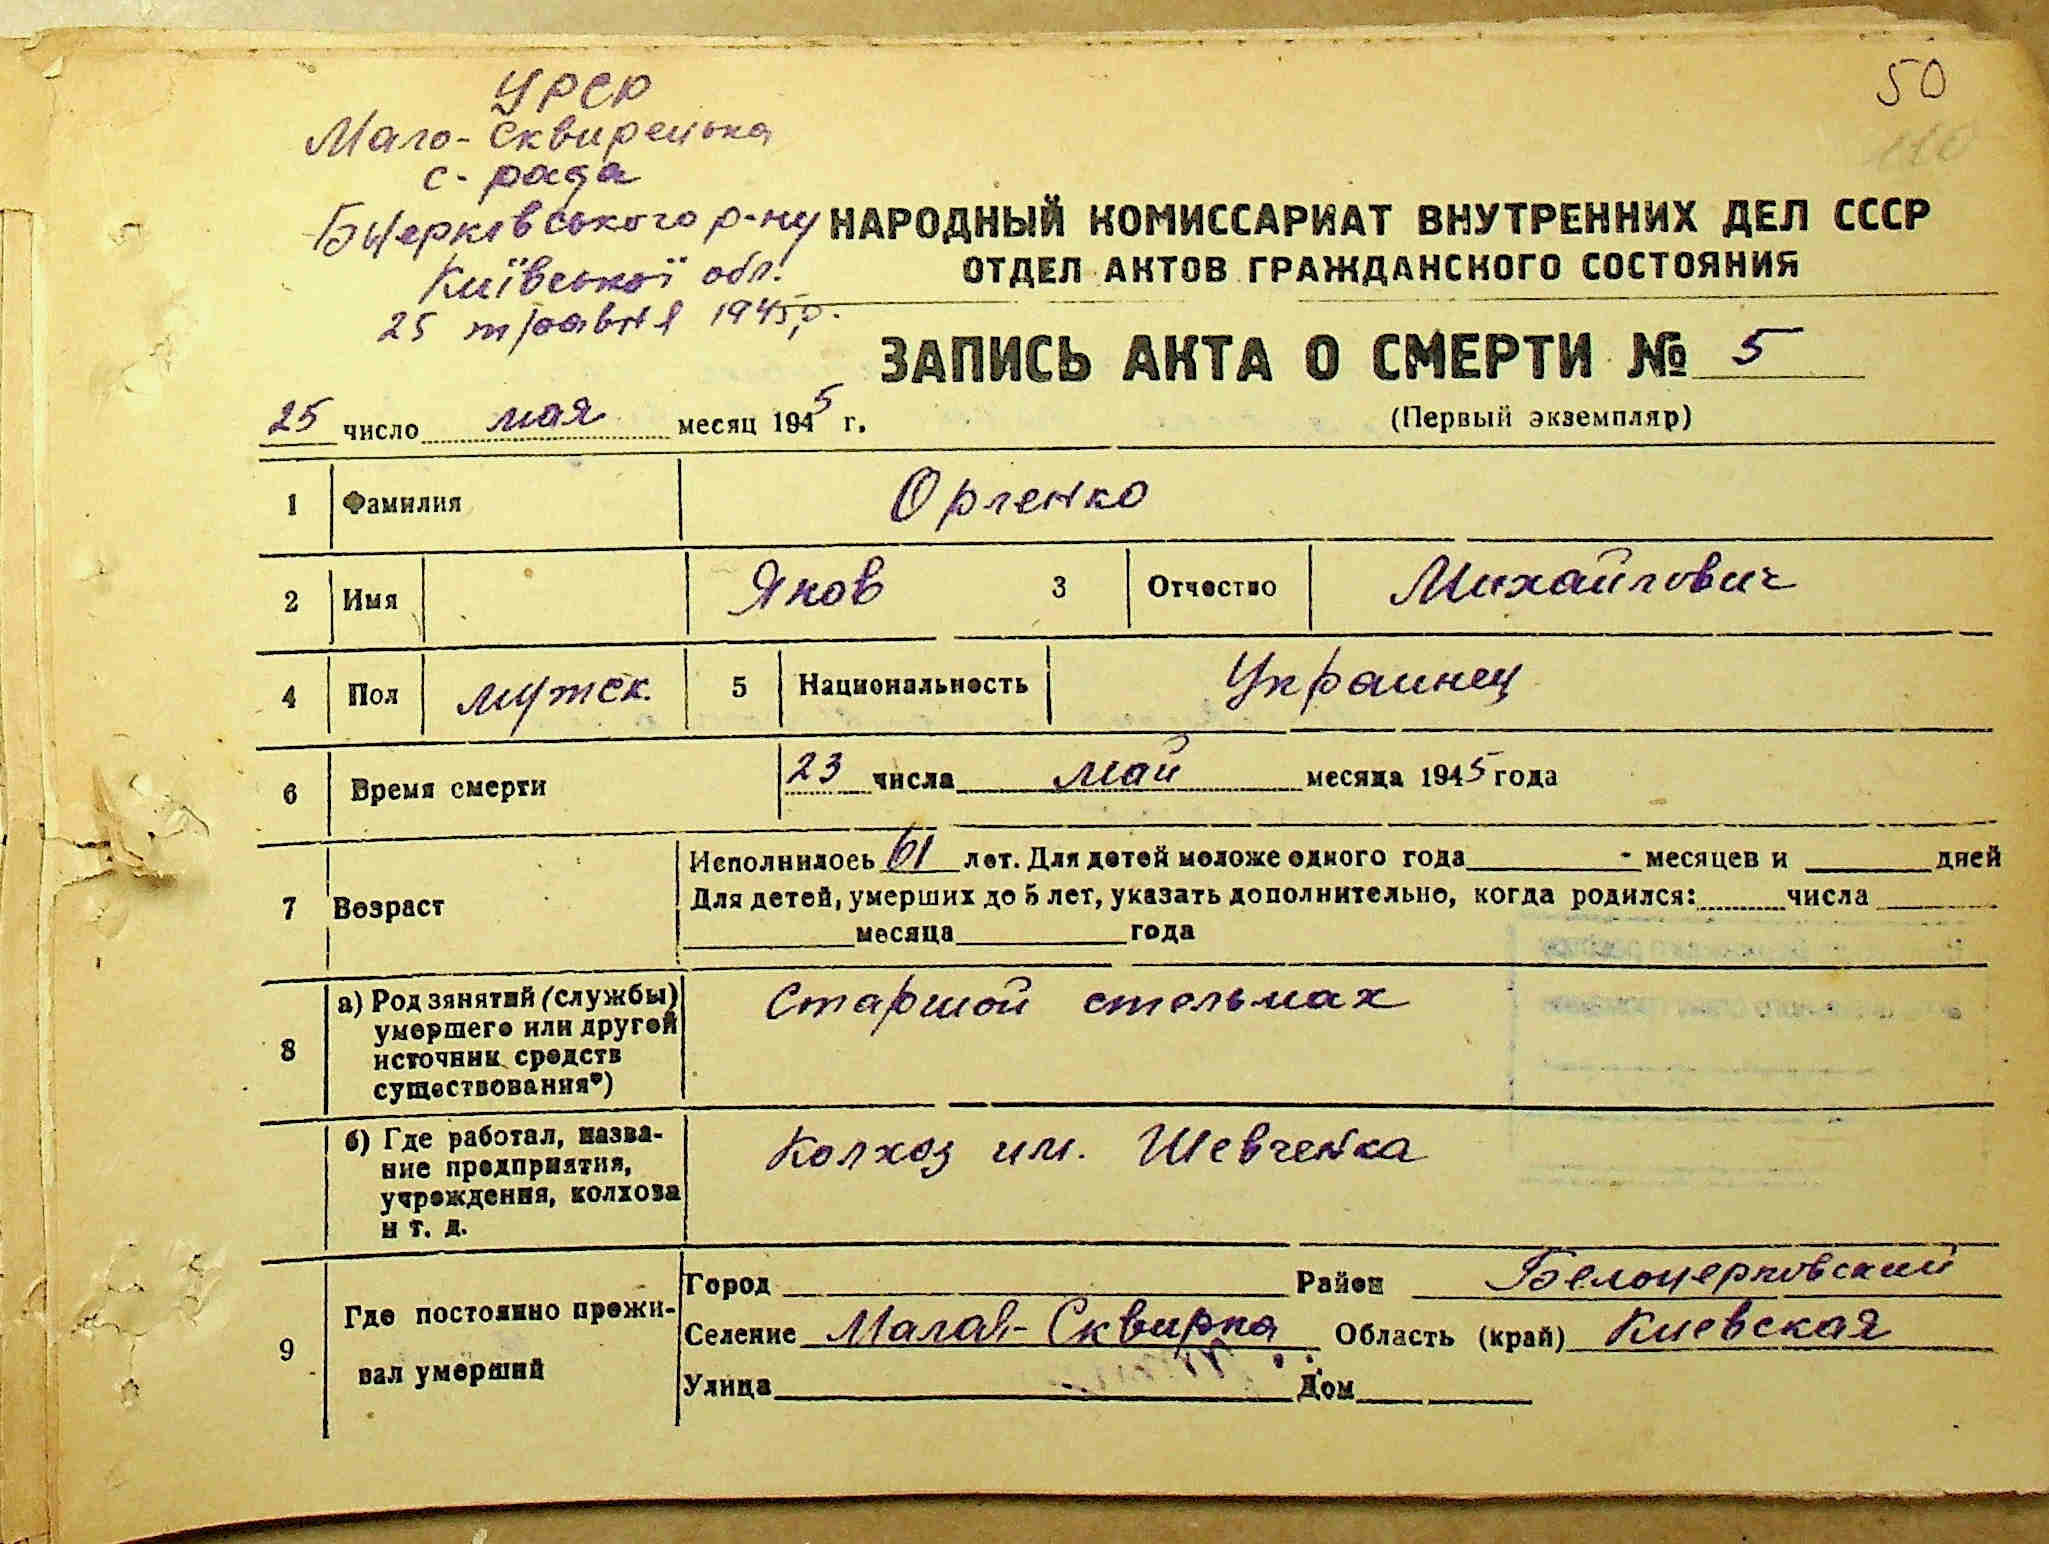 50
УРСР
Мало-Сквирецька
с-рада
БЦерковського р-ну
Київської обл.
25 травня 1945 р.
НАРОДНЫЙ КОМИССАРИАТ ВНУТРЕННИХ ДЕЛ СССР
ОТДЕЛ АКТОВ ГРАЖДАНСКОГО СОСТОЯНИЯ
ЗАПИСЬ АКТА О СМЕРТИ № 5
(Первый экземпляр)
25 число мая месяц 1945 г.
1 Фамилия Орленко
2 Имя Яков 3 Отчество Михайлович
4 Пол мужск. 5 Национальность Украинец
6 Время смерти 23 числа май месяца 1945 года
7 Возраст Исполнилось 61 лет. Для детей моложе одного года - месяцев и дней
Для детей, умерших до 5 лет, указать дополнительно, когда родился: числа
месяца года
8 а) Род занятий (службы) умершего или другой источник средств существования*) Старшой стельмах
б) Где работал, название предприятия, учреждения, колхоза и т. д. Колхоз им. Шевченка
9 Где постоянно проживал умерший
Город Район Белоцерковский
Селение Малая-Сквирка Область (край) Киевская
Улица Дом